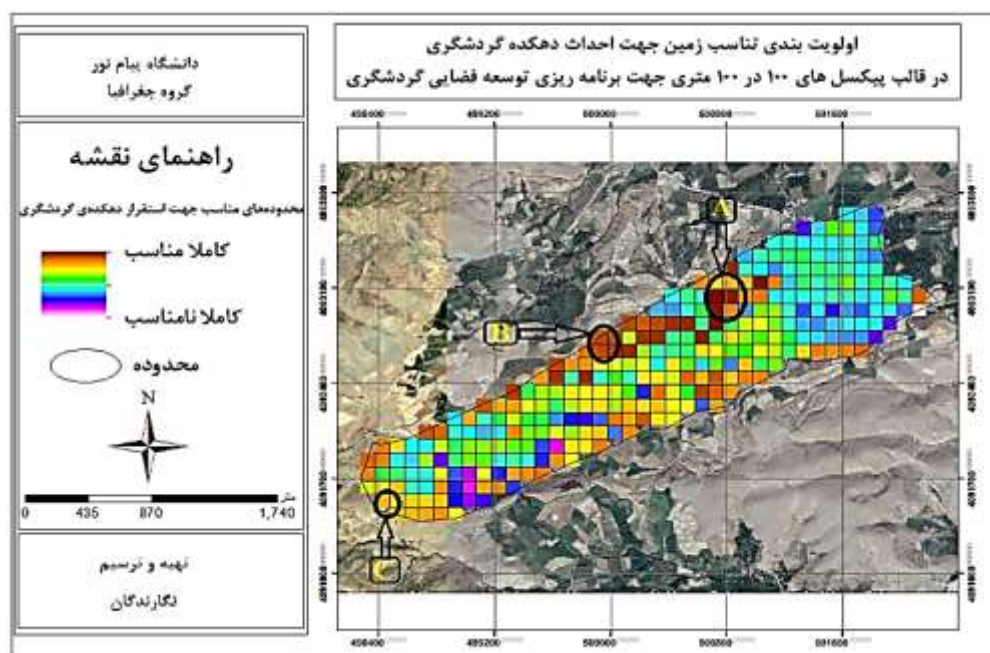 اولویت بندی تناسب زمین جهت احداث دهکده گردشگری
در قالب پیکسل های ۱۰۰ در ۱۰۰ متری جهت برنامه ریزی توسعه فضایی گردشگری
دانشگاه پیام نور
گروه جغرافیا
راهنمای نقشه
محدوده‌های مناسب جهت استقرار دهکده‌ی گردشگری
کاملا مناسب
کاملا نامناسب
محدوده
N
متر
0 435 870 1,740
تهیه و ترسیم
نگارندگان
A
B
C